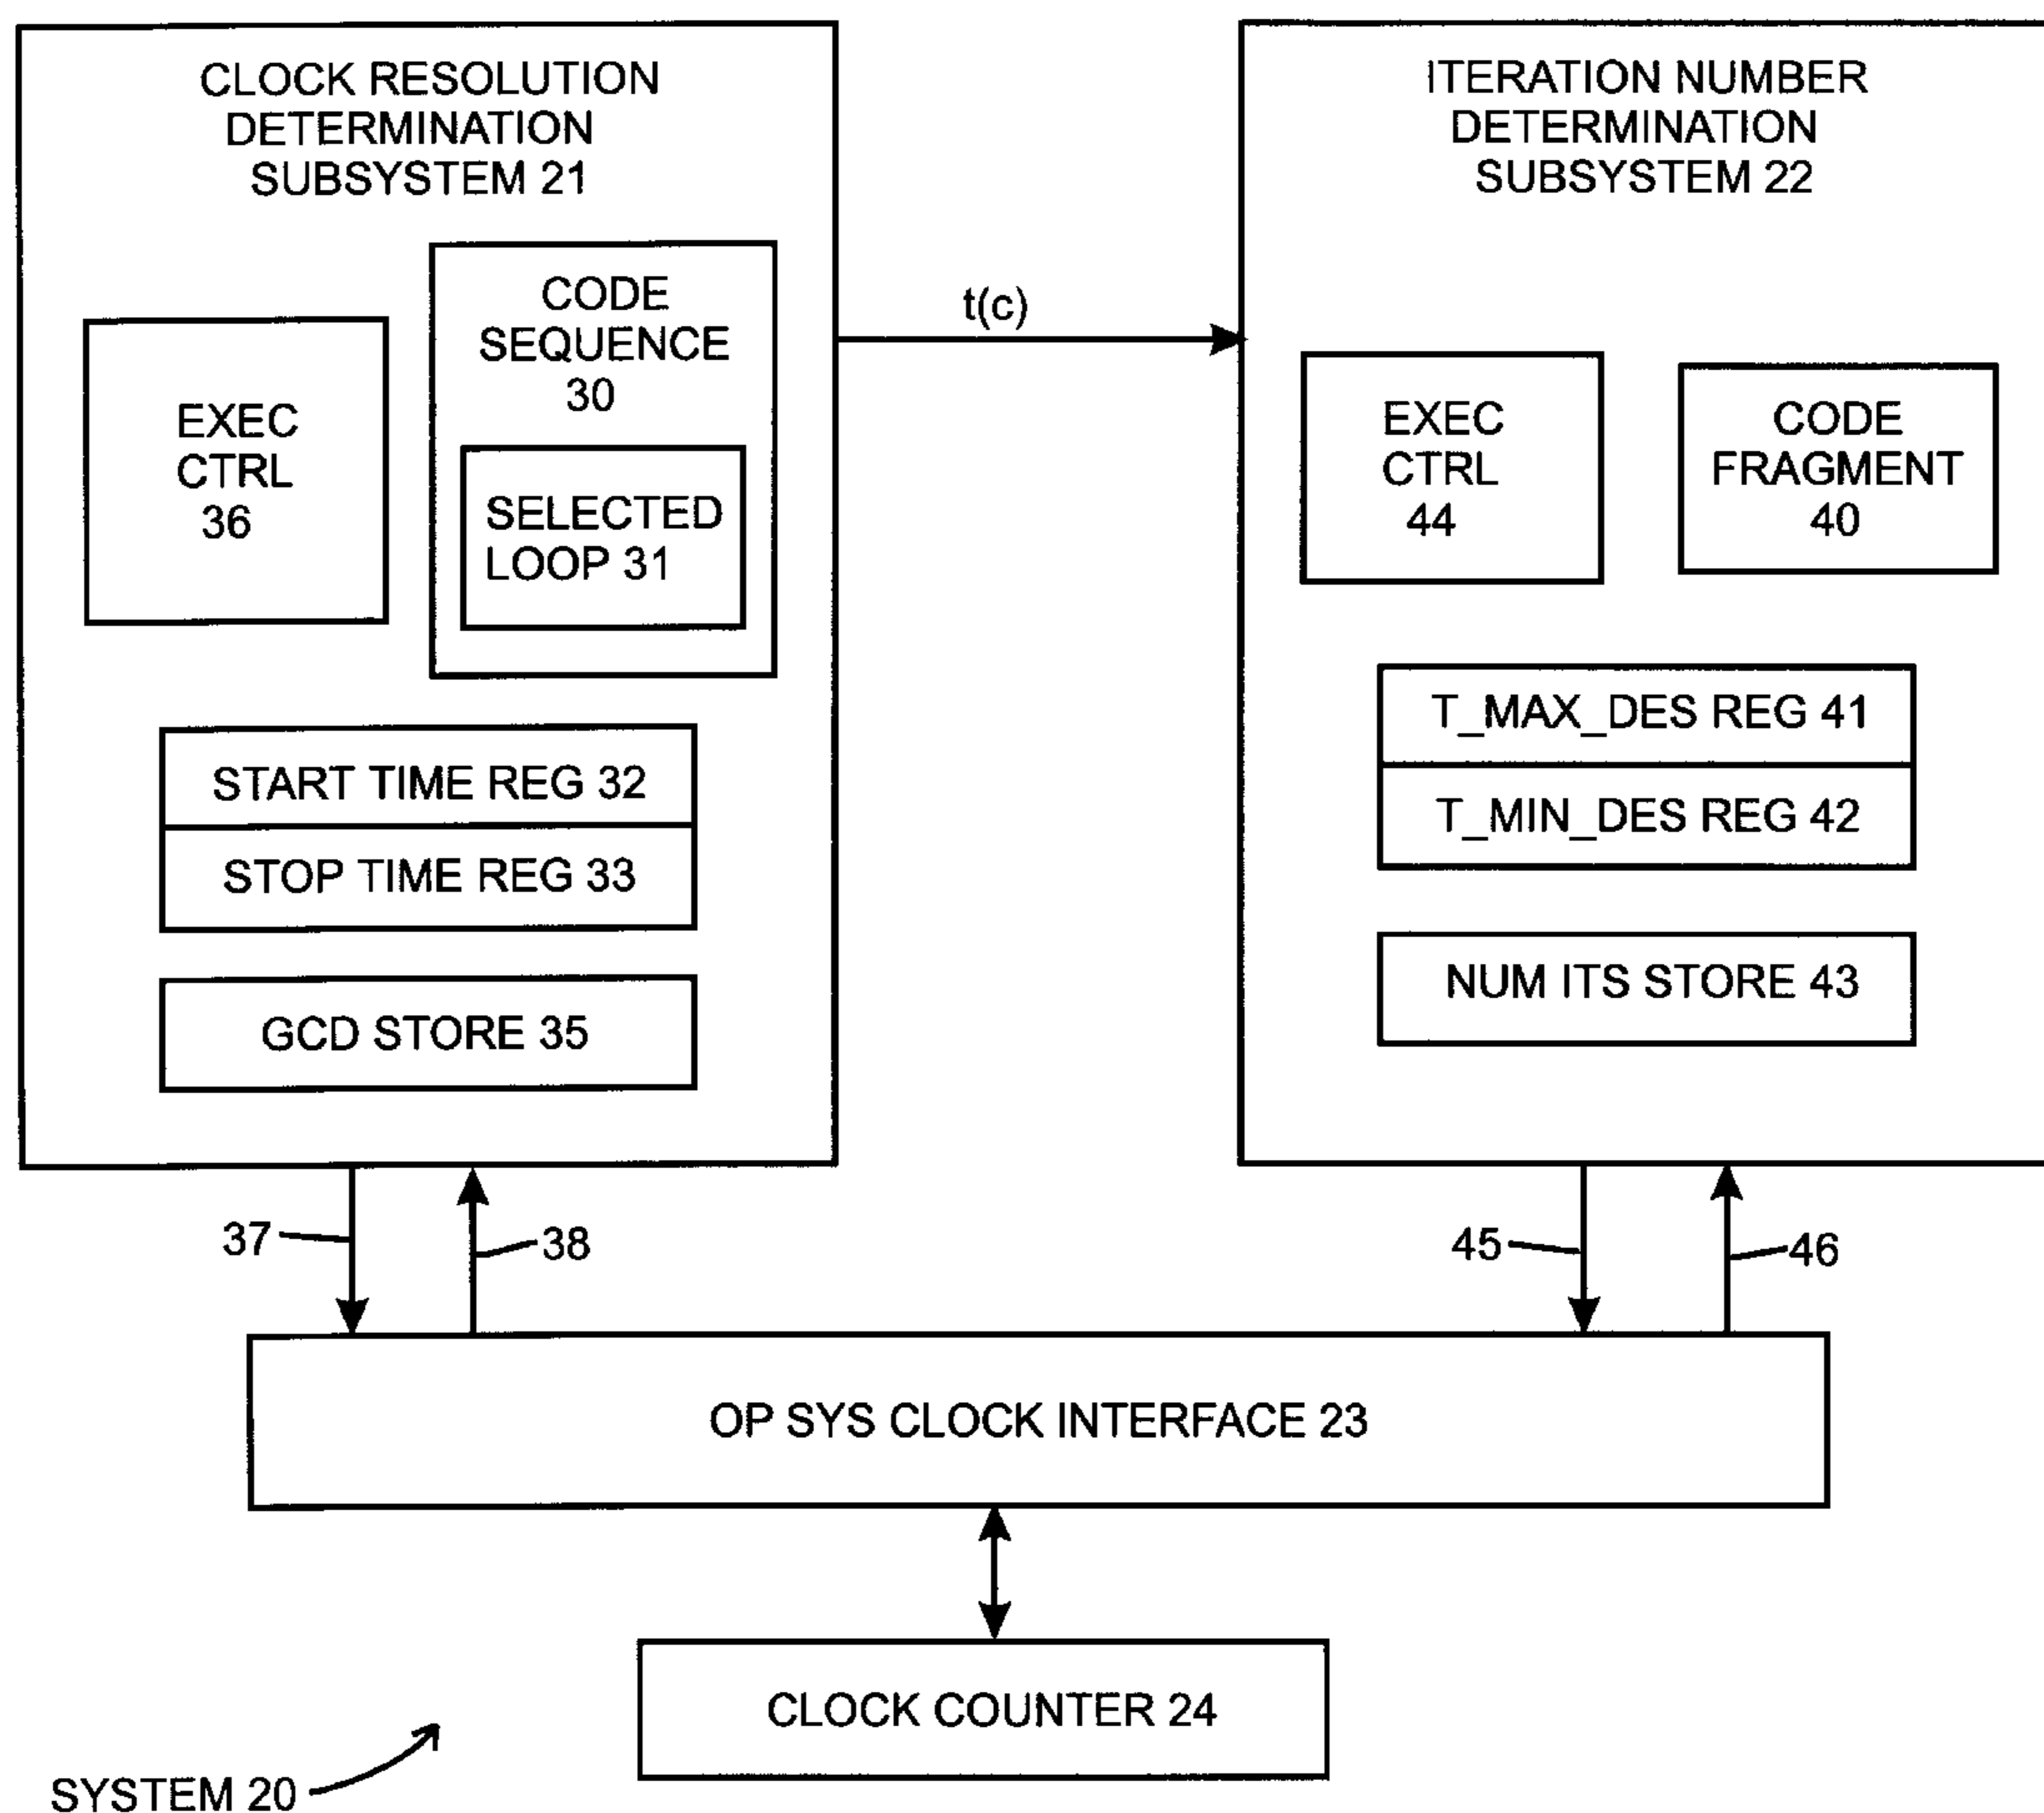 CLOCK RESOLUTION
DETERMINATION
SUBSYSTEM 21
EXEC
CTRL
36
CODE
SEQUENCE
30
SELECTED
LOOP 31
START TIME REG 32
STOP TIME REG 33
GCD STORE 35
t(c)
ITERATION NUMBER
DETERMINATION
SUBSYSTEM 22
EXEC
CTRL
44
CODE
FRAGMENT
40
T_MAX_DES REG 41
T_MIN_DES REG 42
NUM ITS STORE 43
37
38
45
46
OP SYS CLOCK INTERFACE 23
CLOCK COUNTER 24
SYSTEM 20